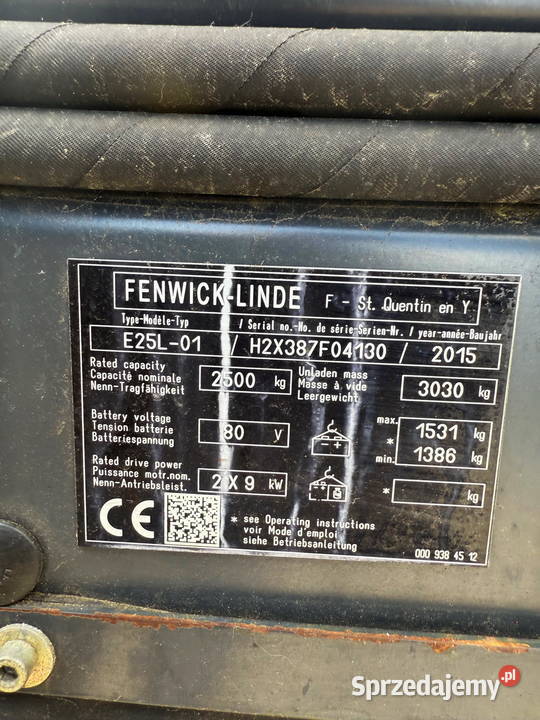 FENWICK-LINDE F - St. Quentin en Y
Type-Modèle-Typ / Serial no.-No. de série-Serien-Nr. / year-année-Baujahr
E25L-01 / H2X387F04130 / 2015
Rated capacity
Capacité nominale
Nenn-Tragfähigkeit
2500 kg
Unladen mass
Masse à vide
Leergewicht
3030 kg
Battery voltage
Tension batterie
Batteriespannung
80 V
max. 1531 kg
*
min. 1386 kg
Rated drive power
Puissance motr.nom.
Nenn-Antriebsleist.
2 X 9 kW
* kg
CE
* see Operating instructions
voir Mode d'emploi
siehe Betriebsanleitung
000 938 45 12
Sprzedajemy.pl